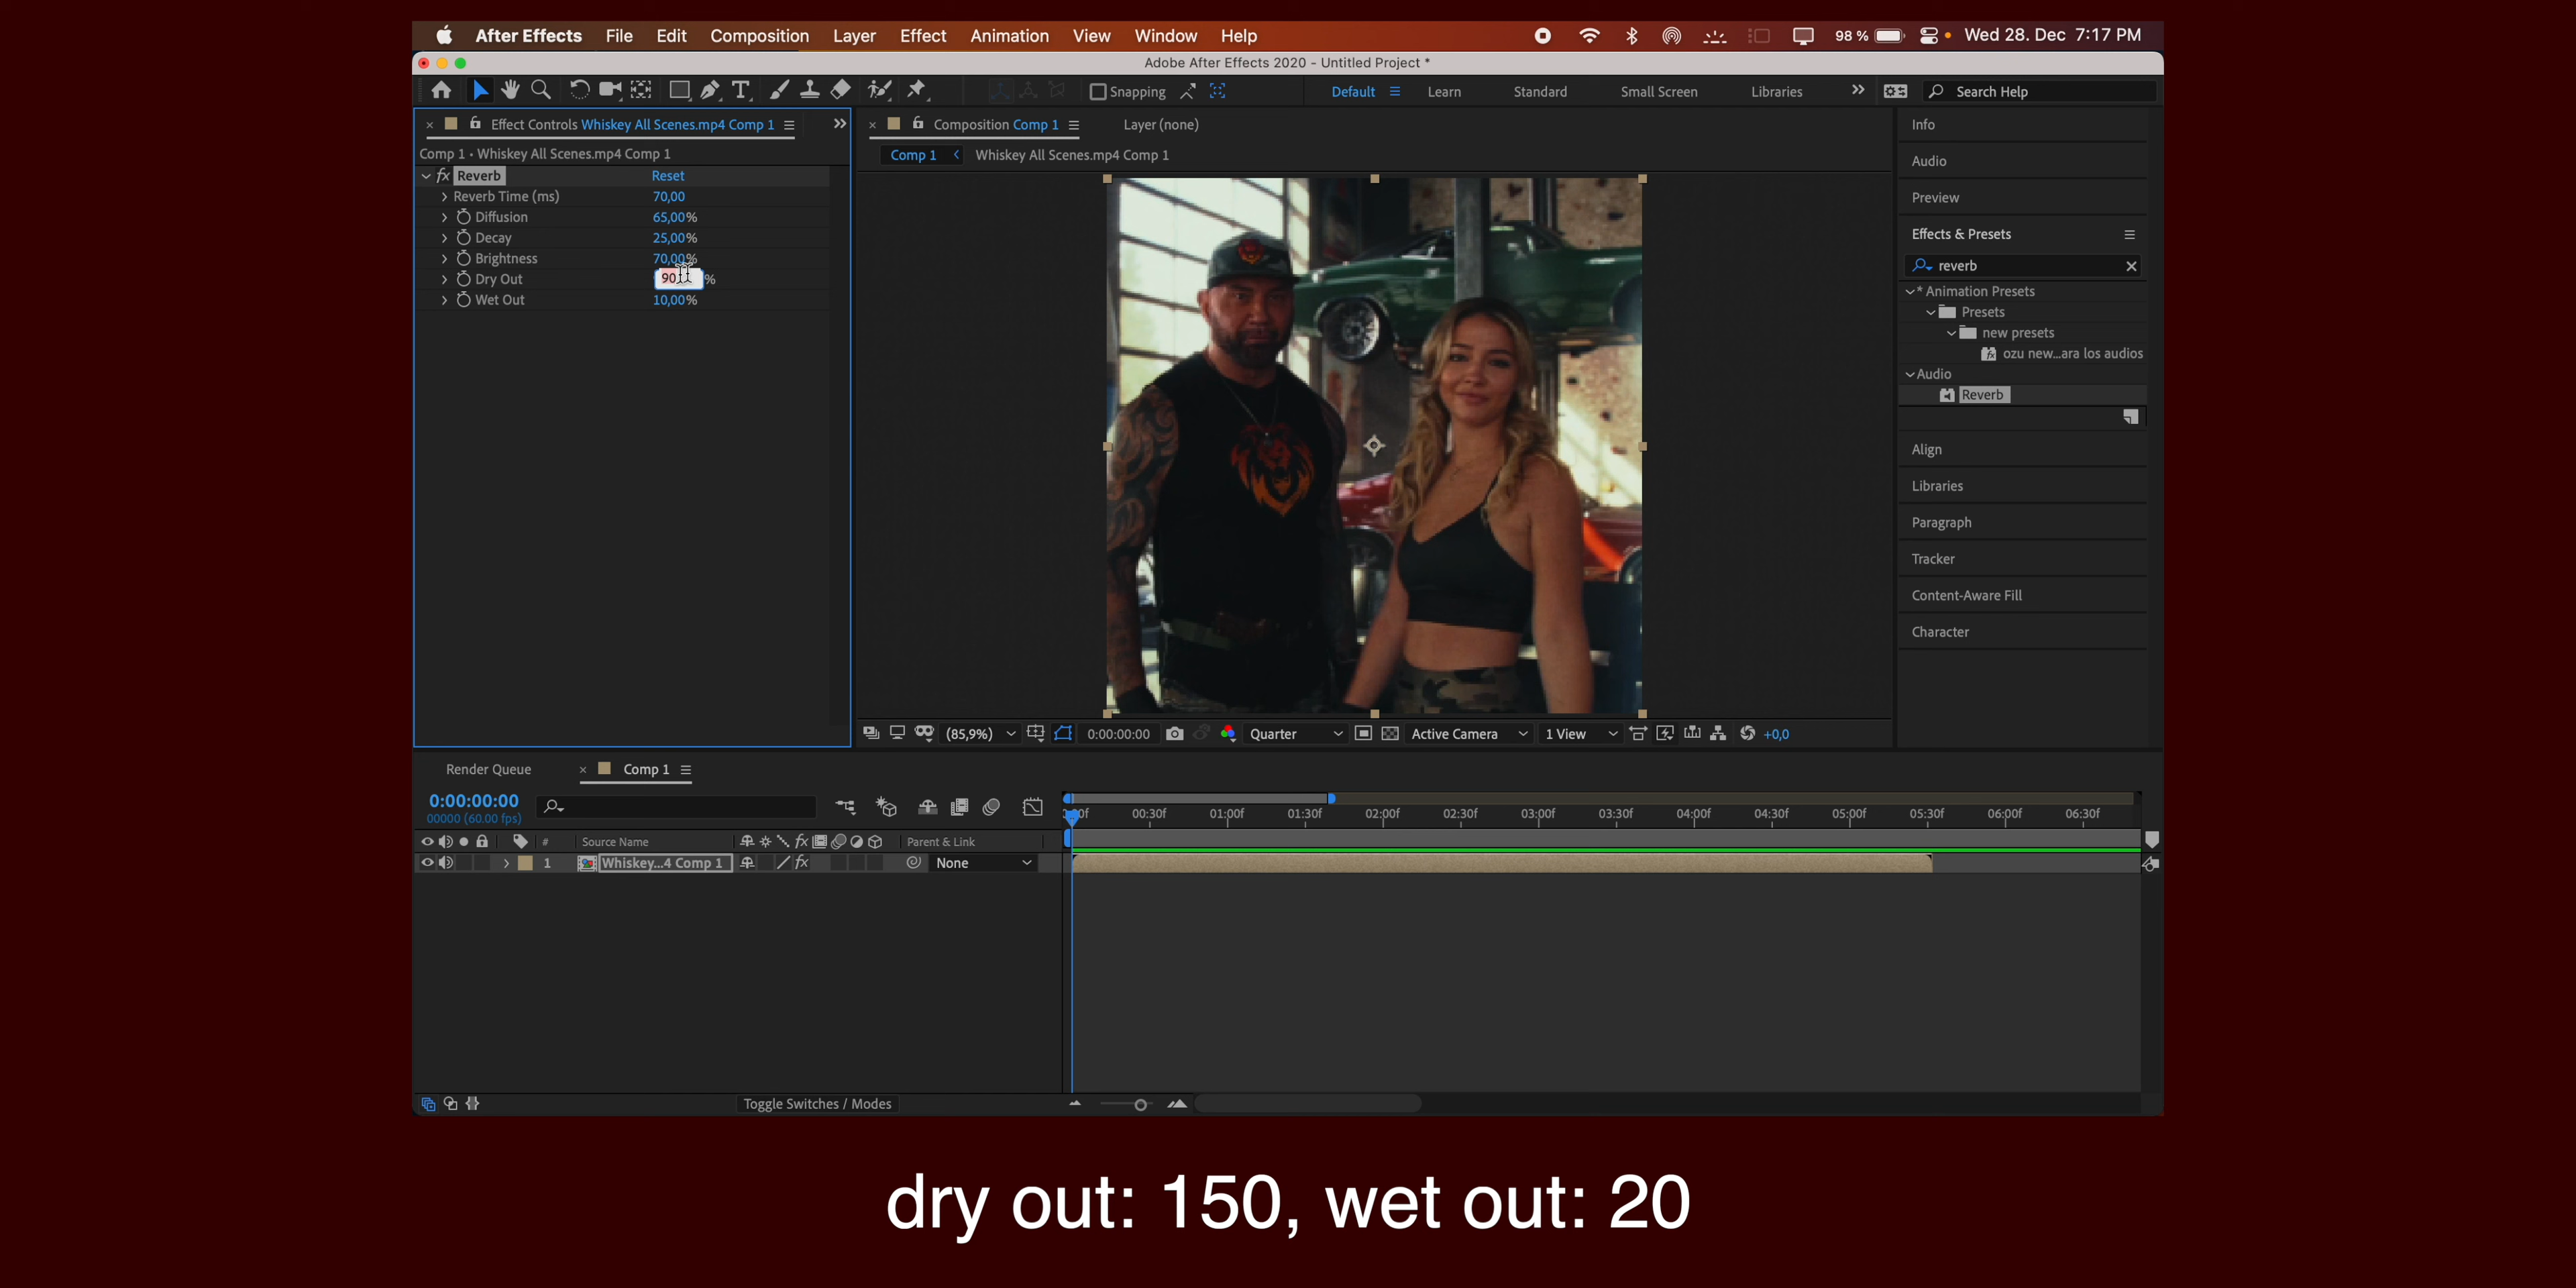 After Effects File Edit Composition Layer Effect Animation View Window Help 98 % Wed 28. Dec 7:17 PM
Adobe After Effects 2020 - Untitled Project *
Snapping Default Learn Standard Small Screen Libraries Search Help
Effect Controls Whiskey All Scenes.mp4 Comp 1
Comp 1 • Whiskey All Scenes.mp4 Comp 1
fx Reverb Reset
Reverb Time (ms) 70,00
Diffusion 65,00%
Decay 25,00%
Brightness 70,00%
Dry Out 90 %
Wet Out 10,00%
Composition Comp 1 Layer (none)
Comp 1 Whiskey All Scenes.mp4 Comp 1
(85,9%) 0:00:00:00 Quarter Active Camera 1 View +0,0
Info
Audio
Preview
Effects & Presets
reverb
* Animation Presets
Presets
new presets
ozu new...ara los audios
Audio
Reverb
Align
Libraries
Paragraph
Tracker
Content-Aware Fill
Character
Render Queue Comp 1
0:00:00:00
00000 (60.00 fps)
00f 00:30f 01:00f 01:30f 02:00f 02:30f 03:00f 03:30f 04:00f 04:30f 05:00f 05:30f 06:00f 06:30f
# Source Name fx Parent & Link
1 Whiskey...4 Comp 1 fx None
Toggle Switches / Modes
dry out: 150, wet out: 20